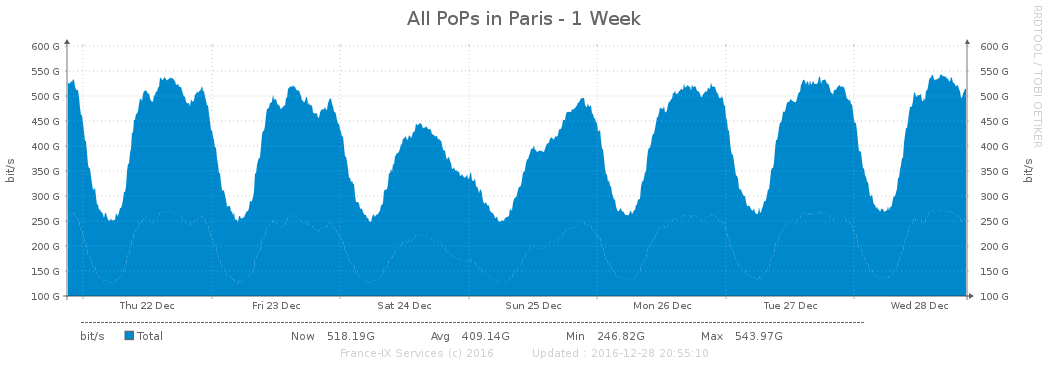 All PoPs in Paris - 1 Week
RRDTOOL / TOBI OETIKER
600 G 600 G
550 G 550 G
500 G 500 G
450 G 450 G
400 G 400 G
350 G 350 G
300 G 300 G
250 G 250 G
200 G 200 G
150 G 150 G
100 G 100 G
bit/s bit/s
Thu 22 Dec Fri 23 Dec Sat 24 Dec Sun 25 Dec Mon 26 Dec Tue 27 Dec Wed 28 Dec
bit/s Total Now 518.19G Avg 409.14G Min 246.82G Max 543.97G
France-IX Services (c) 2016 Updated : 2016-12-28 20:55:10